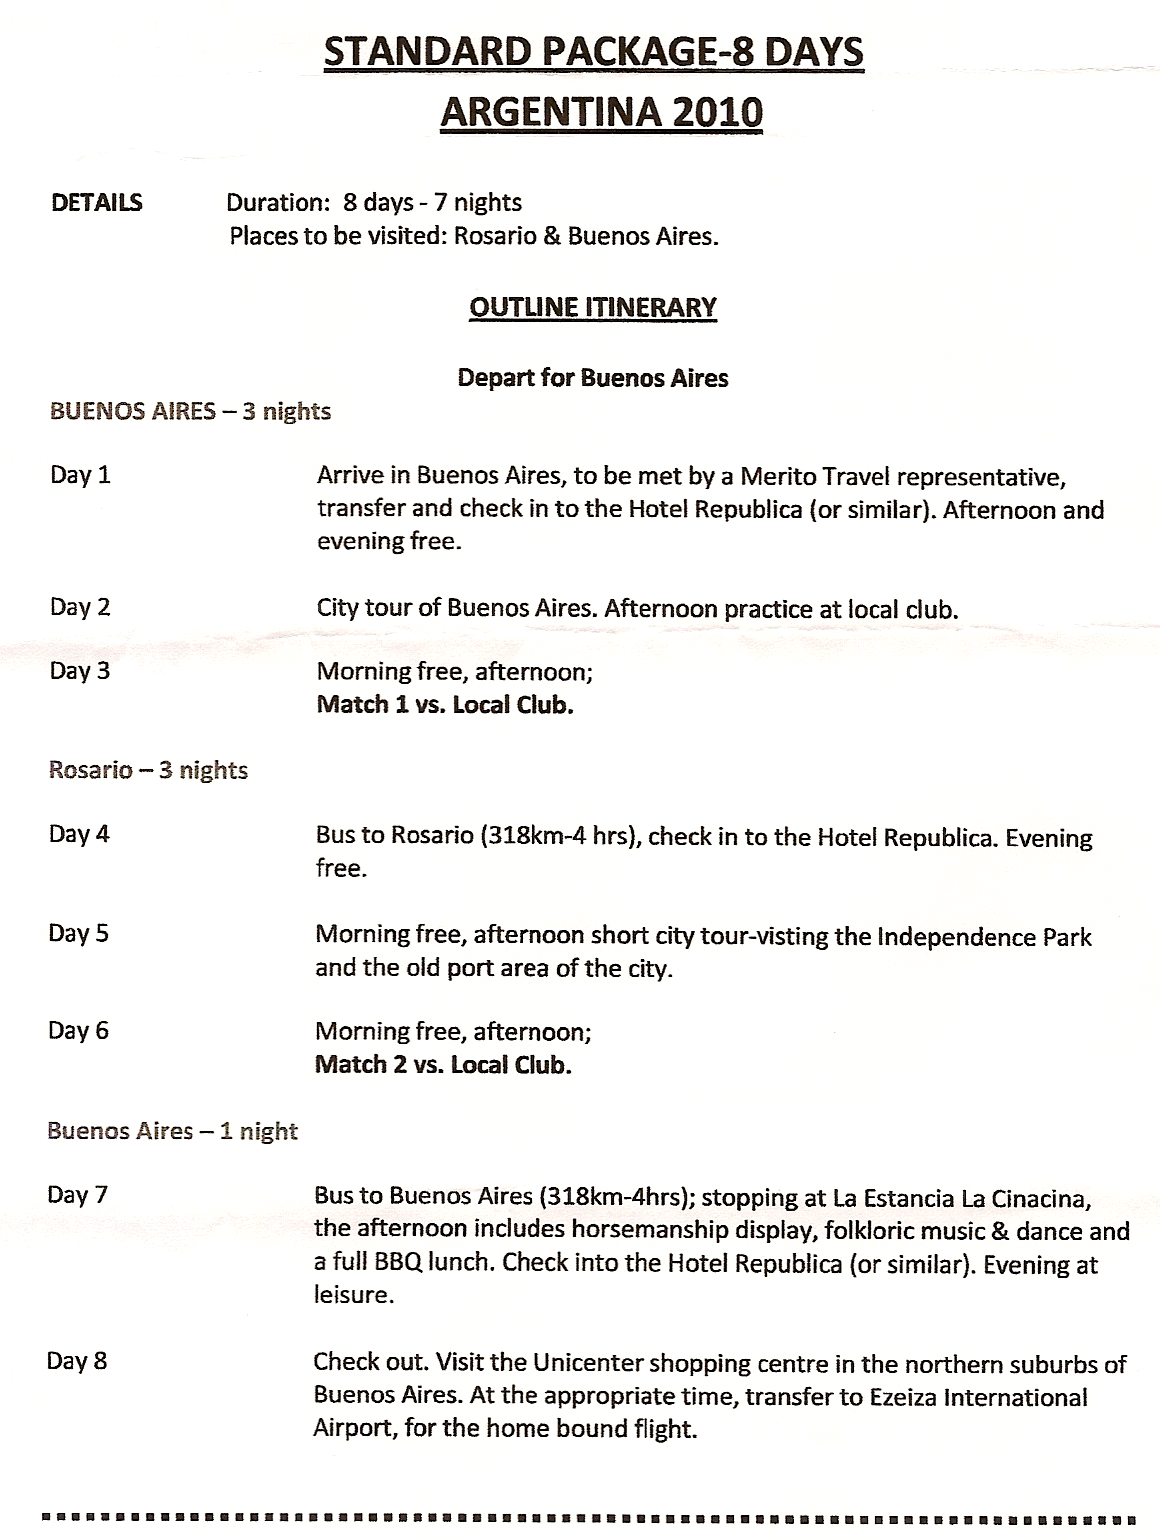 STANDARD PACKAGE-8 DAYS
ARGENTINA 2010
DETAILS Duration: 8 days - 7 nights
Places to be visited: Rosario & Buenos Aires.
OUTLINE ITINERARY
Depart for Buenos Aires
BUENOS AIRES – 3 nights
Day 1 Arrive in Buenos Aires, to be met by a Merito Travel representative,
transfer and check in to the Hotel Republica (or similar). Afternoon and
evening free.
Day 2 City tour of Buenos Aires. Afternoon practice at local club.
Day 3 Morning free, afternoon;
Match 1 vs. Local Club.
Rosario – 3 nights
Day 4 Bus to Rosario (318km-4 hrs), check in to the Hotel Republica. Evening
free.
Day 5 Morning free, afternoon short city tour-visting the Independence Park
and the old port area of the city.
Day 6 Morning free, afternoon;
Match 2 vs. Local Club.
Buenos Aires – 1 night
Day 7 Bus to Buenos Aires (318km-4hrs); stopping at La Estancia La Cinacina,
the afternoon includes horsemanship display, folkloric music & dance and
a full BBQ lunch. Check into the Hotel Republica (or similar). Evening at
leisure.
Day 8 Check out. Visit the Unicenter shopping centre in the northern suburbs of
Buenos Aires. At the appropriate time, transfer to Ezeiza International
Airport, for the home bound flight.